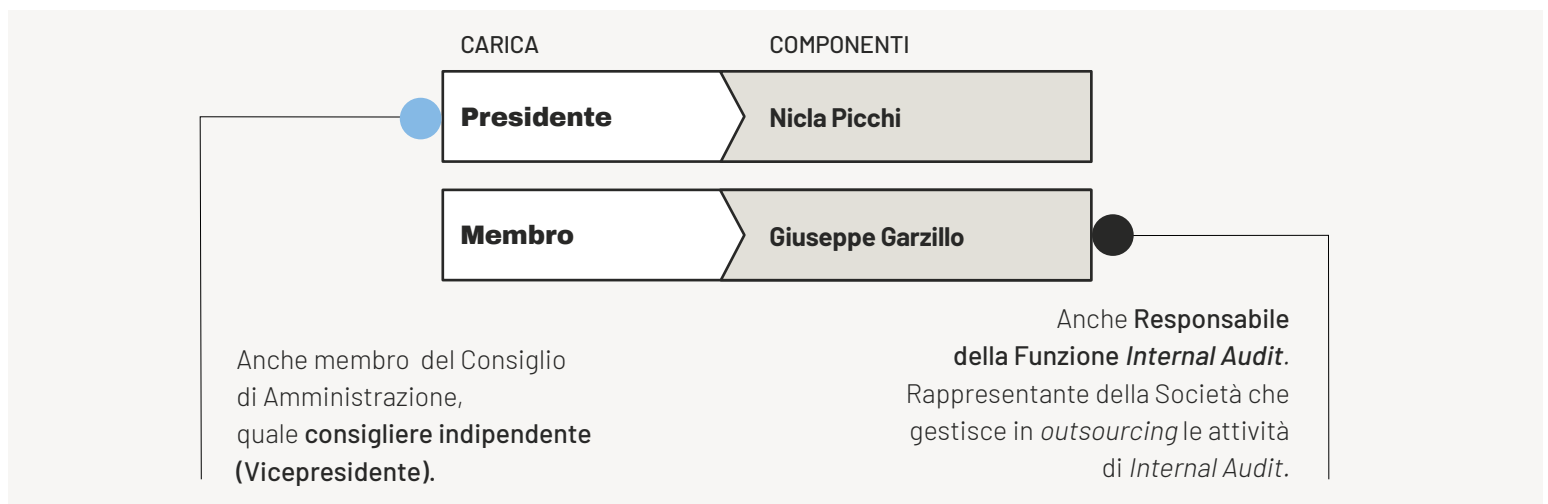 CARICA
COMPONENTI
Presidente
Nicla Picchi
Membro
Giuseppe Garzillo
Anche membro del Consiglio
di Amministrazione,
quale consigliere indipendente
(Vicepresidente).
Anche Responsabile
della Funzione Internal Audit.
Rappresentante della Società che
gestisce in outsourcing le attività
di Internal Audit.